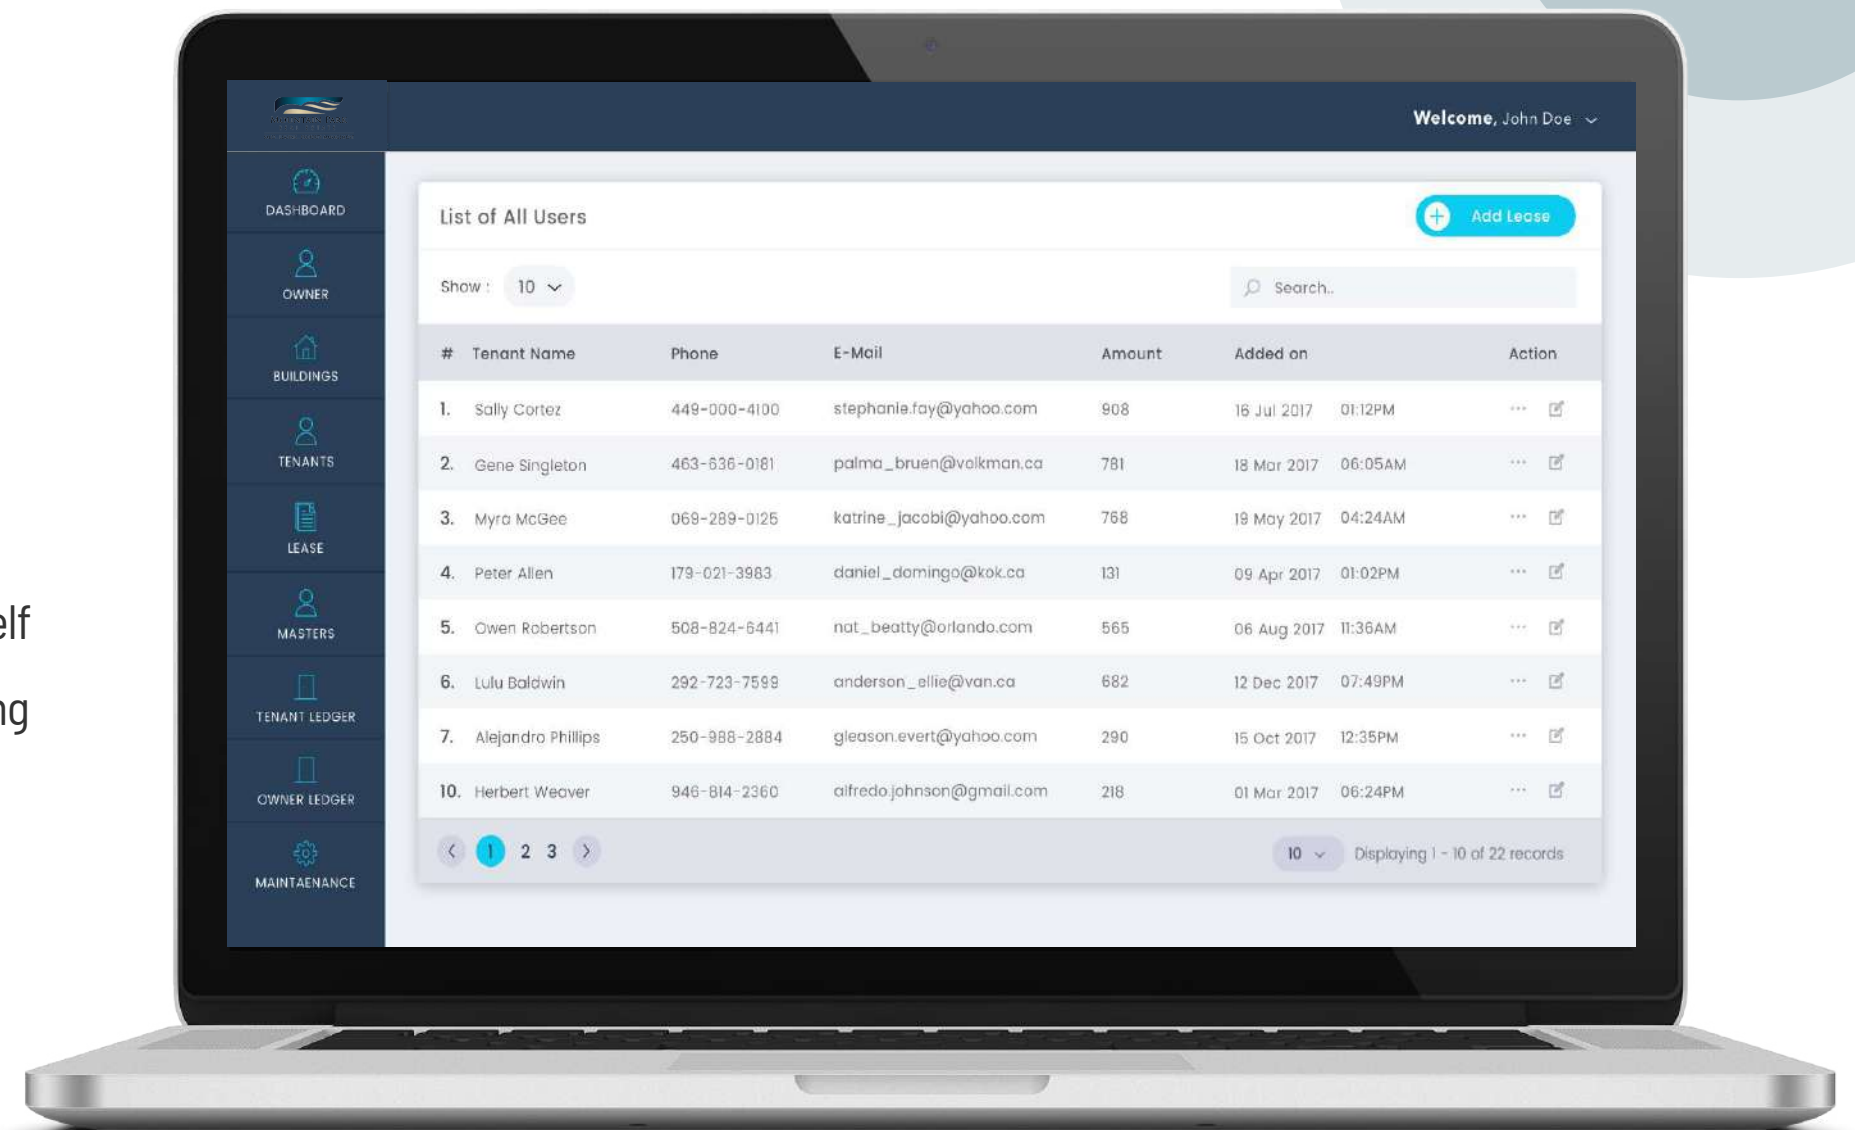 Welcome, John Doe
DASHBOARD
OWNER
BUILDINGS
TENANTS
LEASE
MASTERS
TENANT LEDGER
OWNER LEDGER
MAINTAENANCE
List of All Users
Add Lease
Show : 10
Search..
# Tenant Name Phone E-Mail Amount Added on Action
1. Sally Cortez 449-000-4100 stephanie.fay@yahoo.com 908 16 Jul 2017 01:12PM
2. Gene Singleton 463-636-0181 palma_bruen@volkman.ca 781 18 Mar 2017 06:05AM
3. Myra McGee 069-289-0125 katrine_jacobi@yahoo.com 768 19 May 2017 04:24AM
4. Peter Allen 179-021-3983 daniel_domingo@kok.ca 131 09 Apr 2017 01:02PM
5. Owen Robertson 508-824-6441 nat_beatty@orlando.com 565 06 Aug 2017 11:36AM
6. Lulu Baldwin 292-723-7599 anderson_ellie@van.ca 682 12 Dec 2017 07:49PM
7. Alejandro Phillips 250-988-2884 gleason.evert@yahoo.com 290 15 Oct 2017 12:35PM
10. Herbert Weaver 946-814-2360 alfredo.johnson@gmail.com 218 01 Mar 2017 06:24PM
1 2 3
10 Displaying 1 - 10 of 22 records
elf
ng